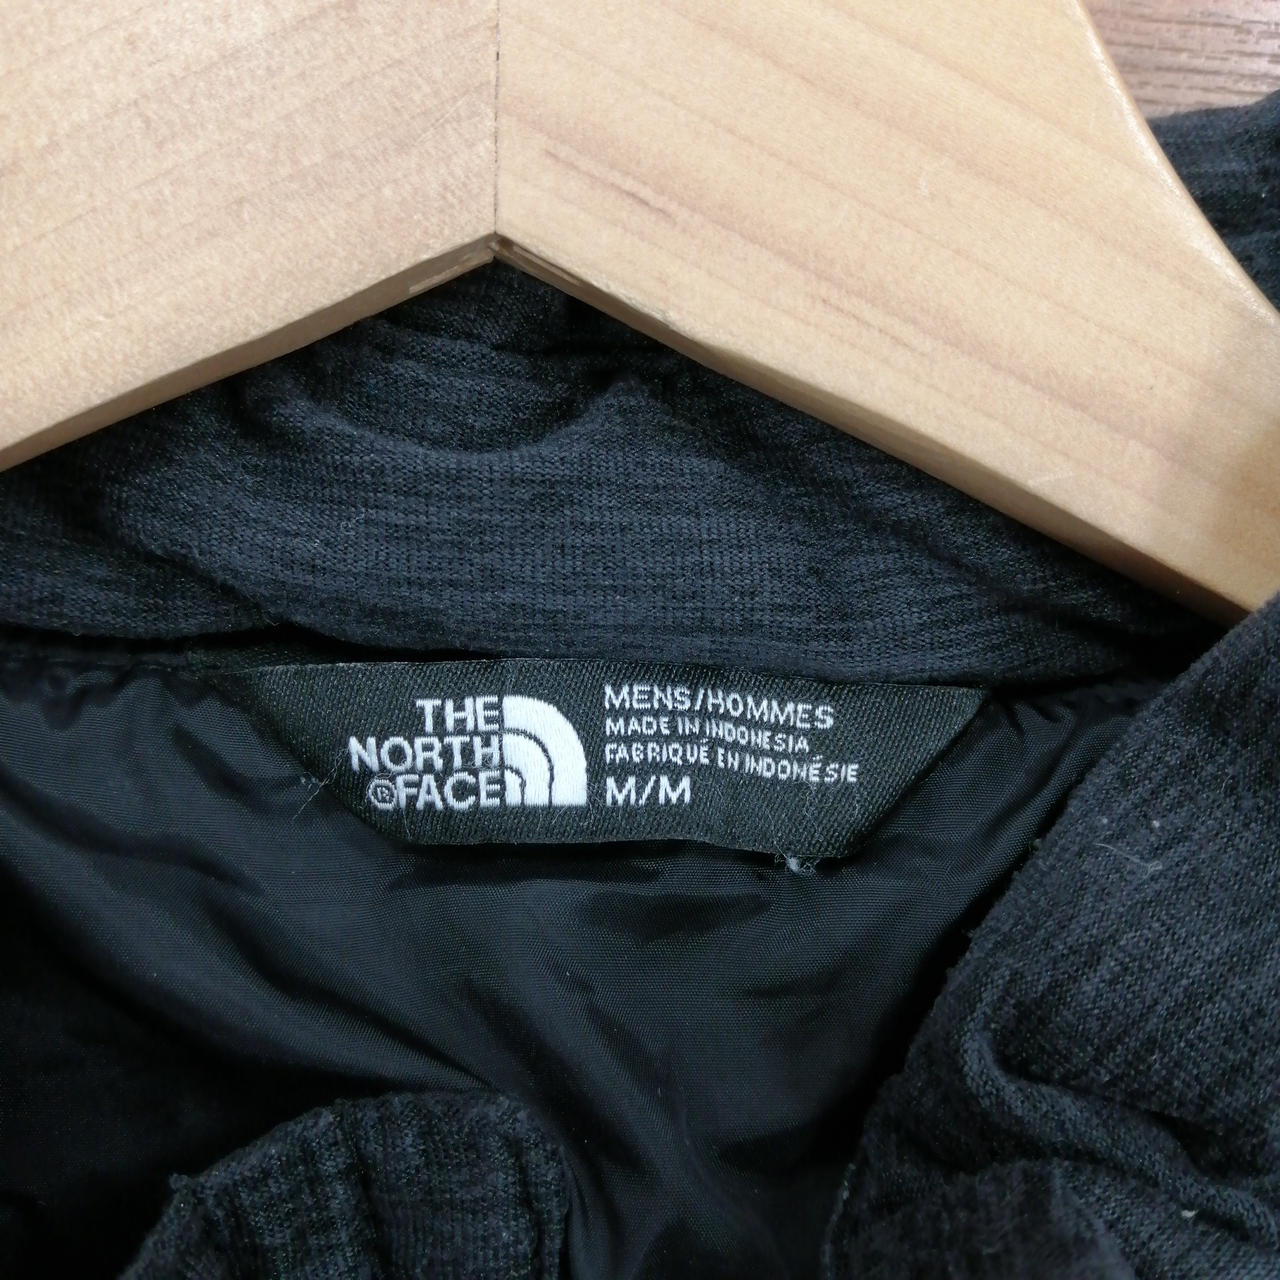 THE
NORTH
®FACE
MENS/HOMMES
MADE IN INDONESIA
FABRIQUÉ EN INDONÉSIE
M/M